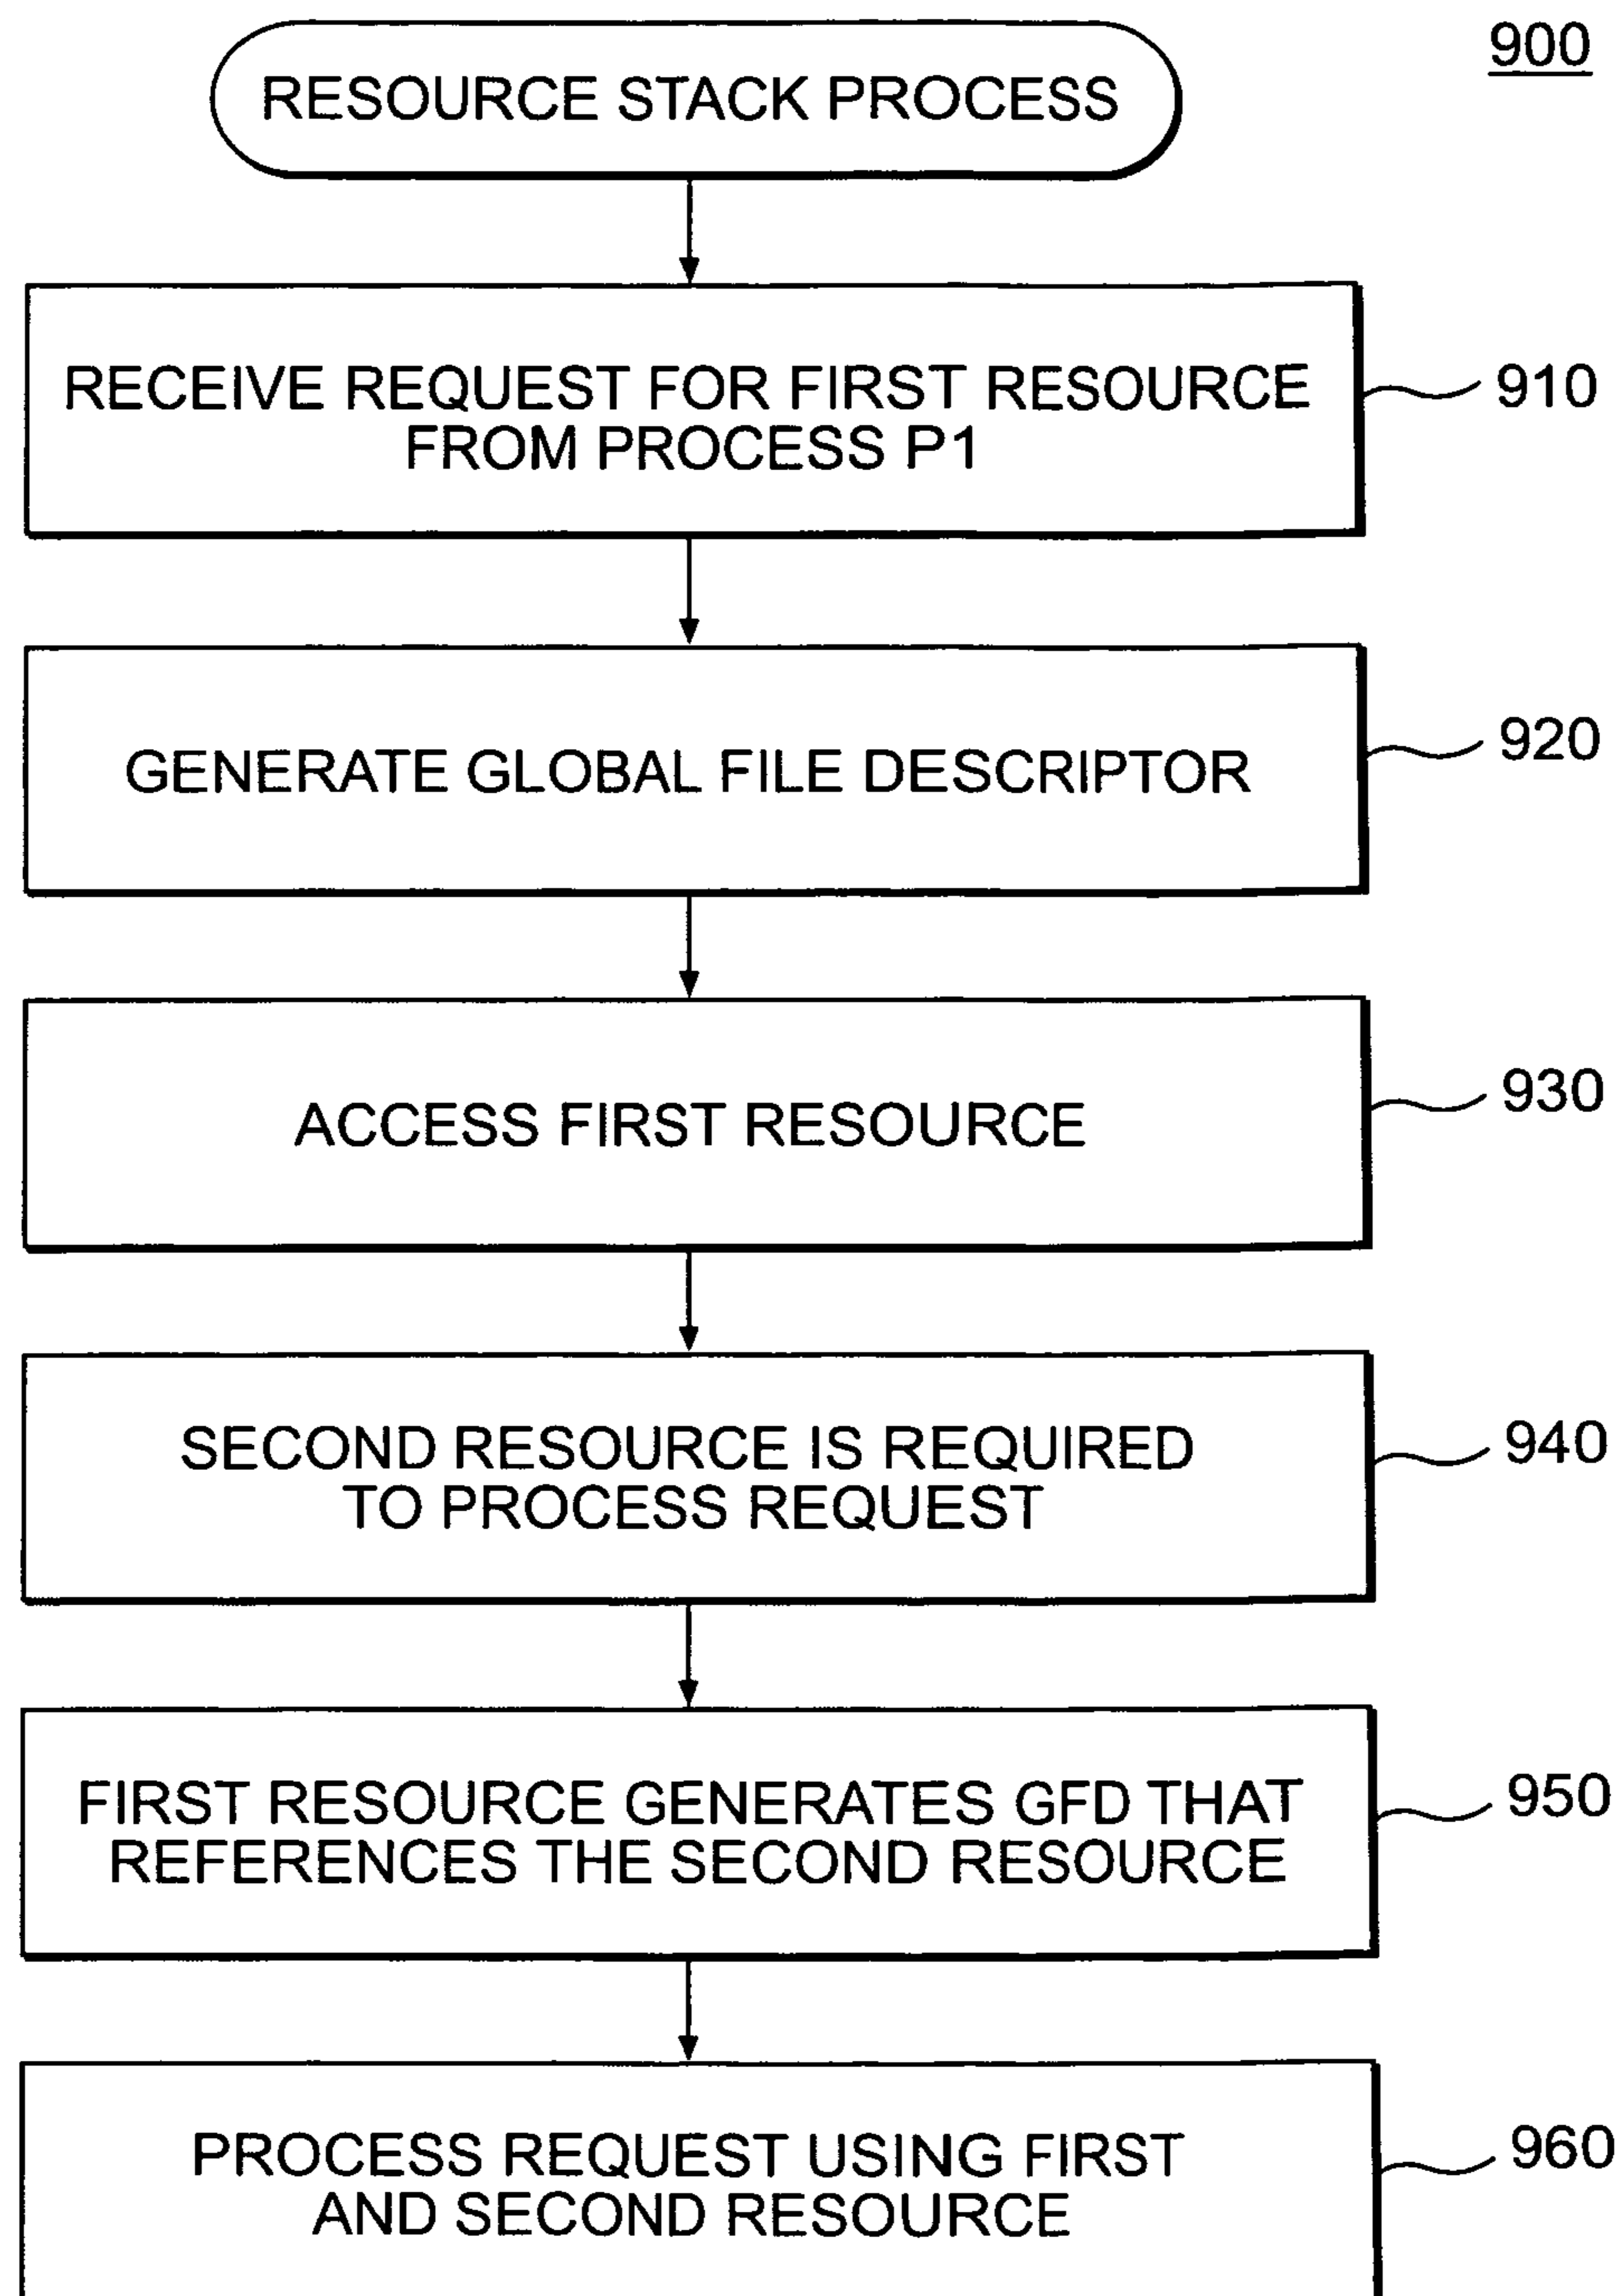 900
RESOURCE STACK PROCESS
RECEIVE REQUEST FOR FIRST RESOURCE
FROM PROCESS P1
910
GENERATE GLOBAL FILE DESCRIPTOR
920
ACCESS FIRST RESOURCE
930
SECOND RESOURCE IS REQUIRED
TO PROCESS REQUEST
940
FIRST RESOURCE GENERATES GFD THAT
REFERENCES THE SECOND RESOURCE
950
PROCESS REQUEST USING FIRST
AND SECOND RESOURCE
960